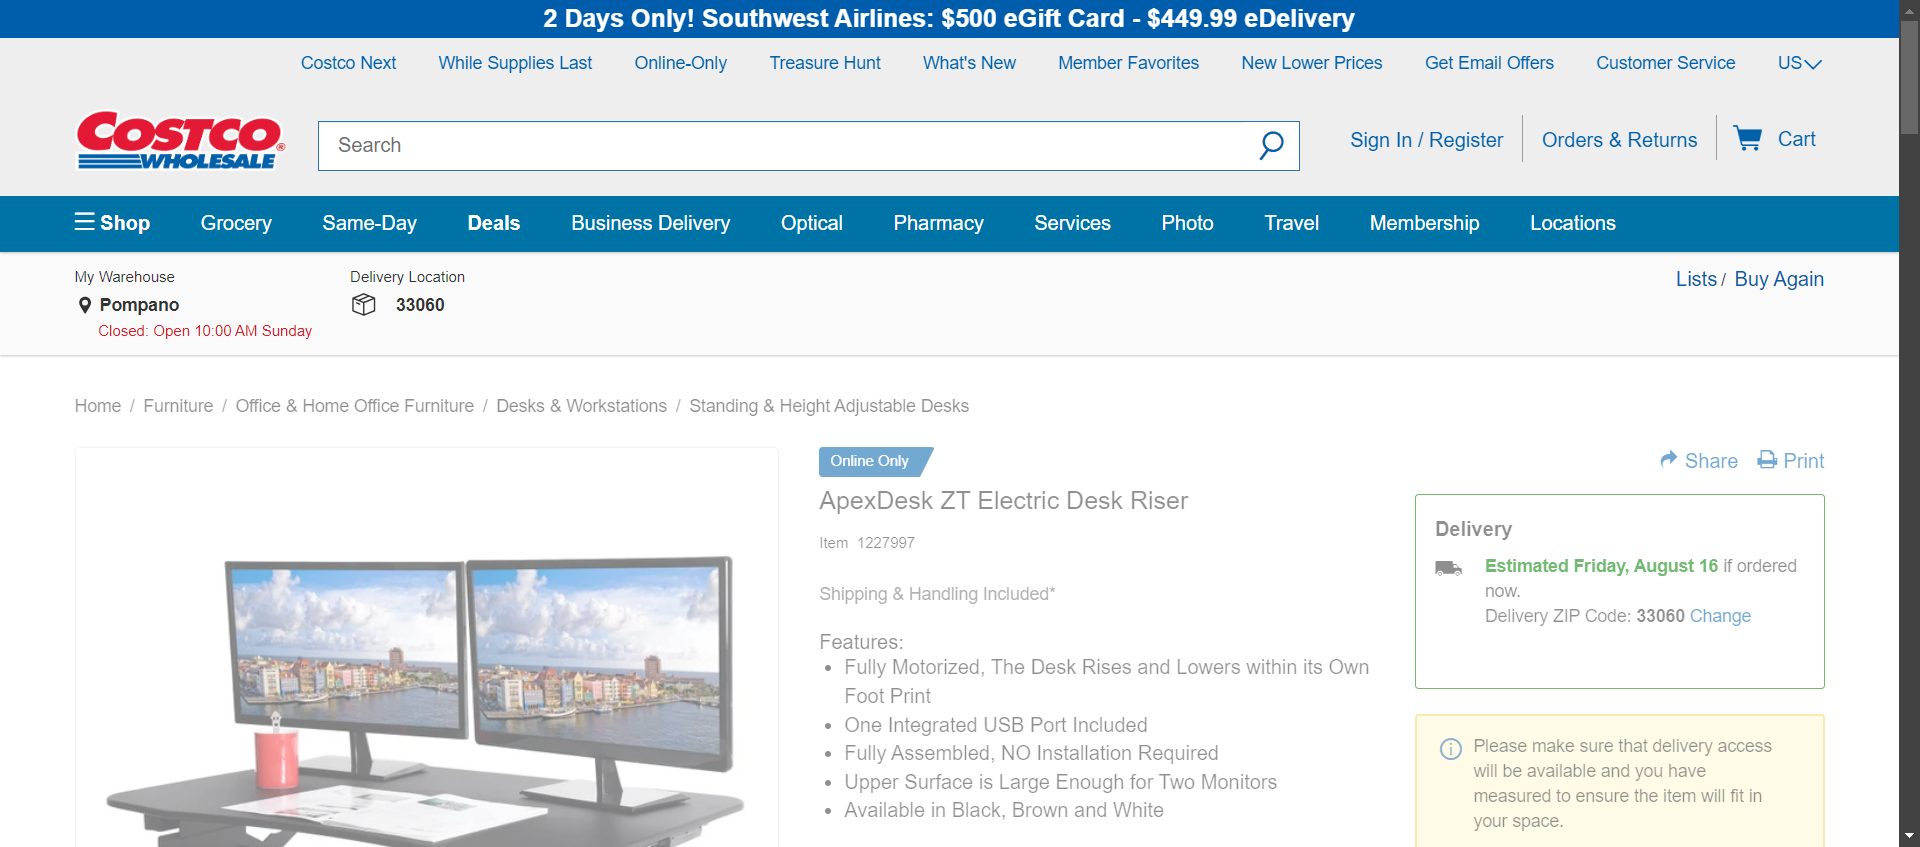 2 Days Only! Southwest Airlines: $500 eGift Card - $449.99 eDelivery
Costco Next While Supplies Last Online-Only Treasure Hunt What's New Member Favorites New Lower Prices Get Email Offers Customer Service US
COSTCO WHOLESALE
Search
Sign In / Register Orders & Returns Cart
Shop Grocery Same-Day Deals Business Delivery Optical Pharmacy Services Photo Travel Membership Locations
My Warehouse
Pompano
Closed: Open 10:00 AM Sunday
Delivery Location
33060
Lists / Buy Again
Home / Furniture / Office & Home Office Furniture / Desks & Workstations / Standing & Height Adjustable Desks
Online Only
ApexDesk ZT Electric Desk Riser
Item 1227997
Shipping & Handling Included*
Features:
• Fully Motorized, The Desk Rises and Lowers within its Own
Foot Print
• One Integrated USB Port Included
• Fully Assembled, NO Installation Required
• Upper Surface is Large Enough for Two Monitors
• Available in Black, Brown and White
Share Print
Delivery
Estimated Friday, August 16 if ordered
now.
Delivery ZIP Code: 33060 Change
Please make sure that delivery access
will be available and you have
measured to ensure the item will fit in
your space.